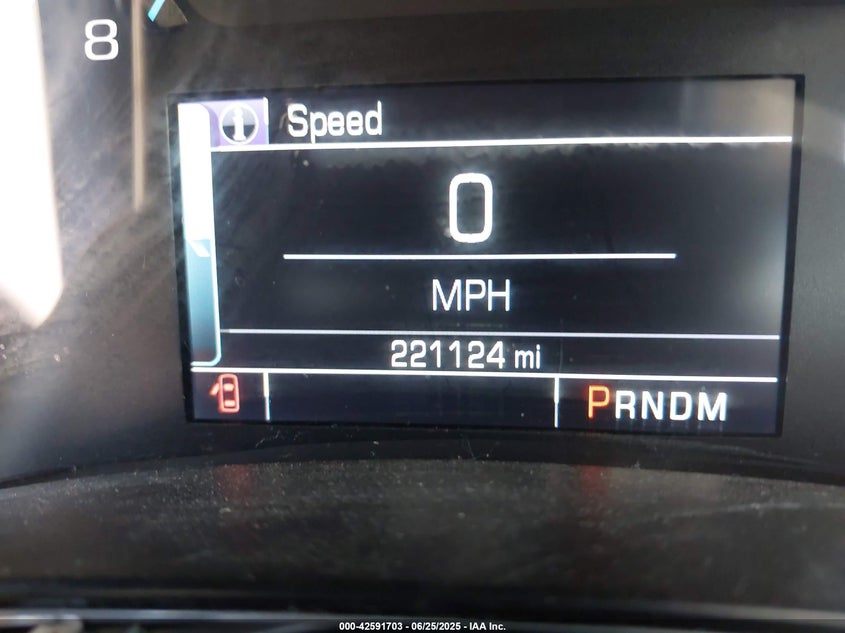 8
Speed
0
MPH
221124 mi
PRNDM
000-42591703 - 06/25/2025 - IAA Inc.